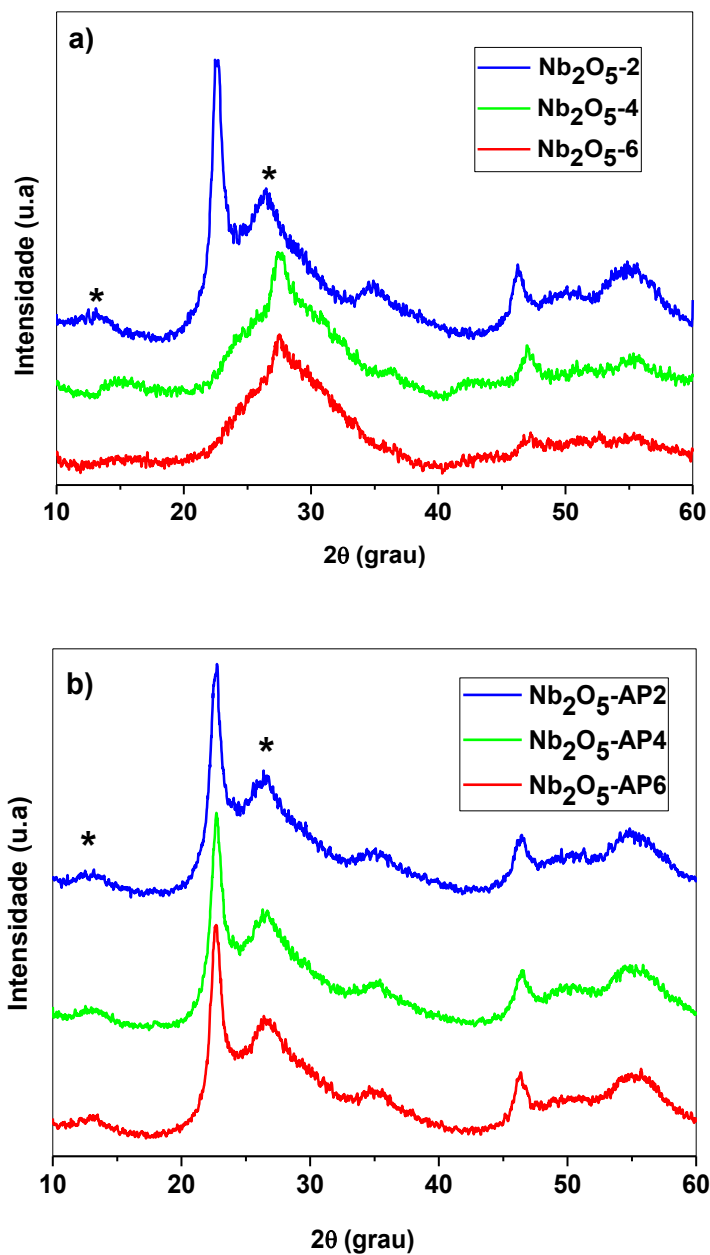 a)
Nb₂O₅-2
Nb₂O₅-4
Nb₂O₅-6
*
*
Intensidade (u.a)
10 20 30 40 50 60
2θ (grau)
b)
Nb₂O₅-AP2
Nb₂O₅-AP4
Nb₂O₅-AP6
*
*
Intensidade (u.a)
10 20 30 40 50 60
2θ (grau)